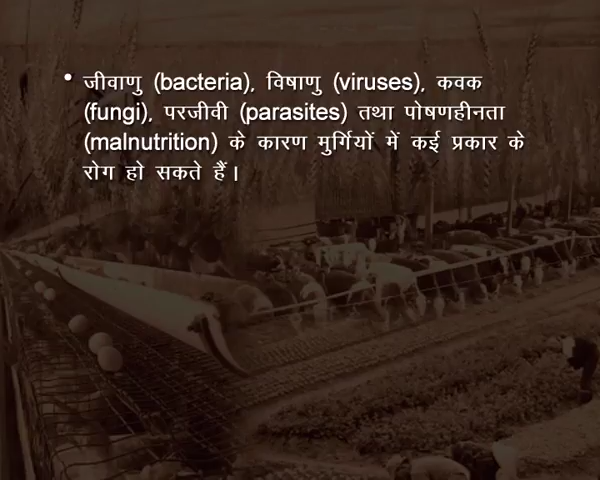 • जीवाणु (bacteria), विषाणु (viruses), कवक
(fungi), परजीवी (parasites) तथा पोषणहीनता
(malnutrition) के कारण मुर्गियों में कई प्रकार के
रोग हो सकते हैं।